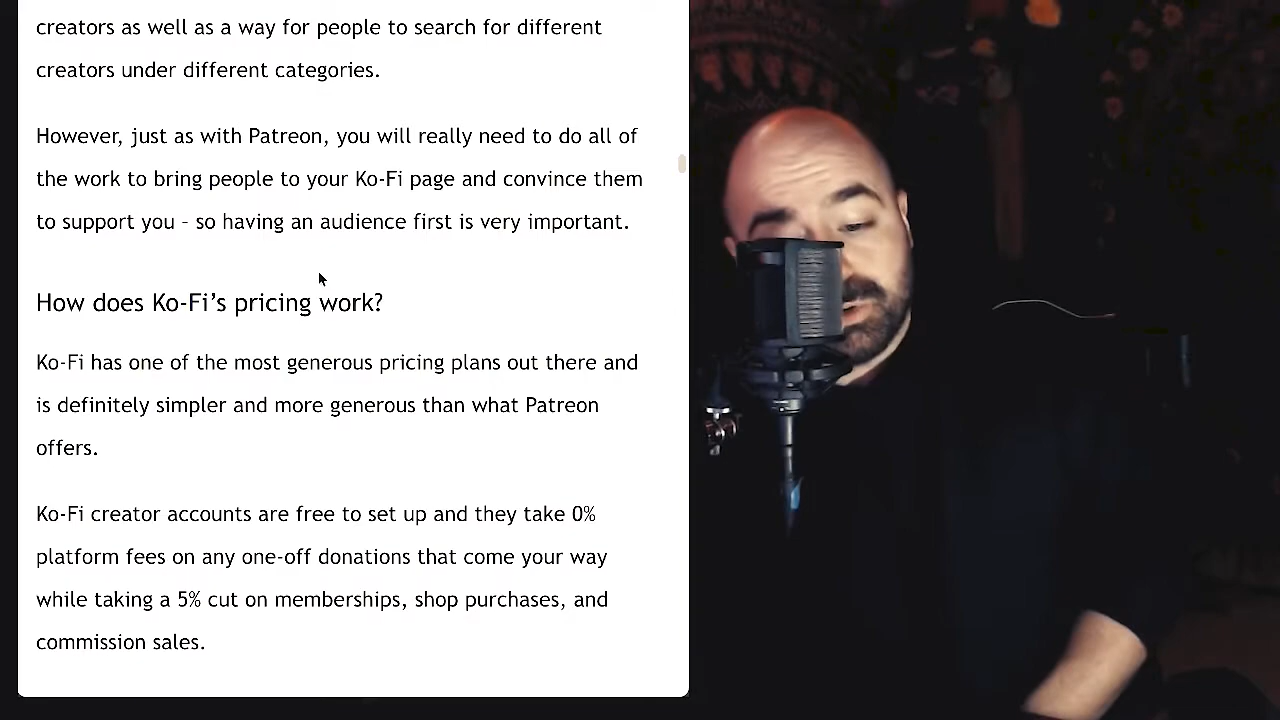 creators as well as a way for people to search for different
creators under different categories.
However, just as with Patreon, you will really need to do all of
the work to bring people to your Ko-Fi page and convince them
to support you – so having an audience first is very important.
How does Ko-Fi’s pricing work?
Ko-Fi has one of the most generous pricing plans out there and
is definitely simpler and more generous than what Patreon
offers.
Ko-Fi creator accounts are free to set up and they take 0%
platform fees on any one-off donations that come your way
while taking a 5% cut on memberships, shop purchases, and
commission sales.